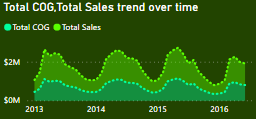 Total COG,Total Sales trend over time
Total COG Total Sales
$2M
$0M
2013 2014 2015 2016